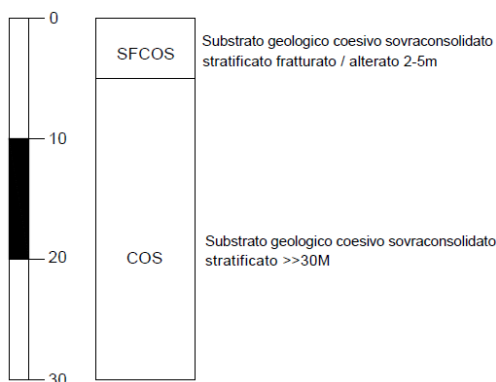 0
SFCOS
Substrato geologico coesivo sovraconsolidato
stratificato fratturato / alterato 2-5m
10
20
COS
Substrato geologico coesivo sovraconsolidato
stratificato >>30M
30